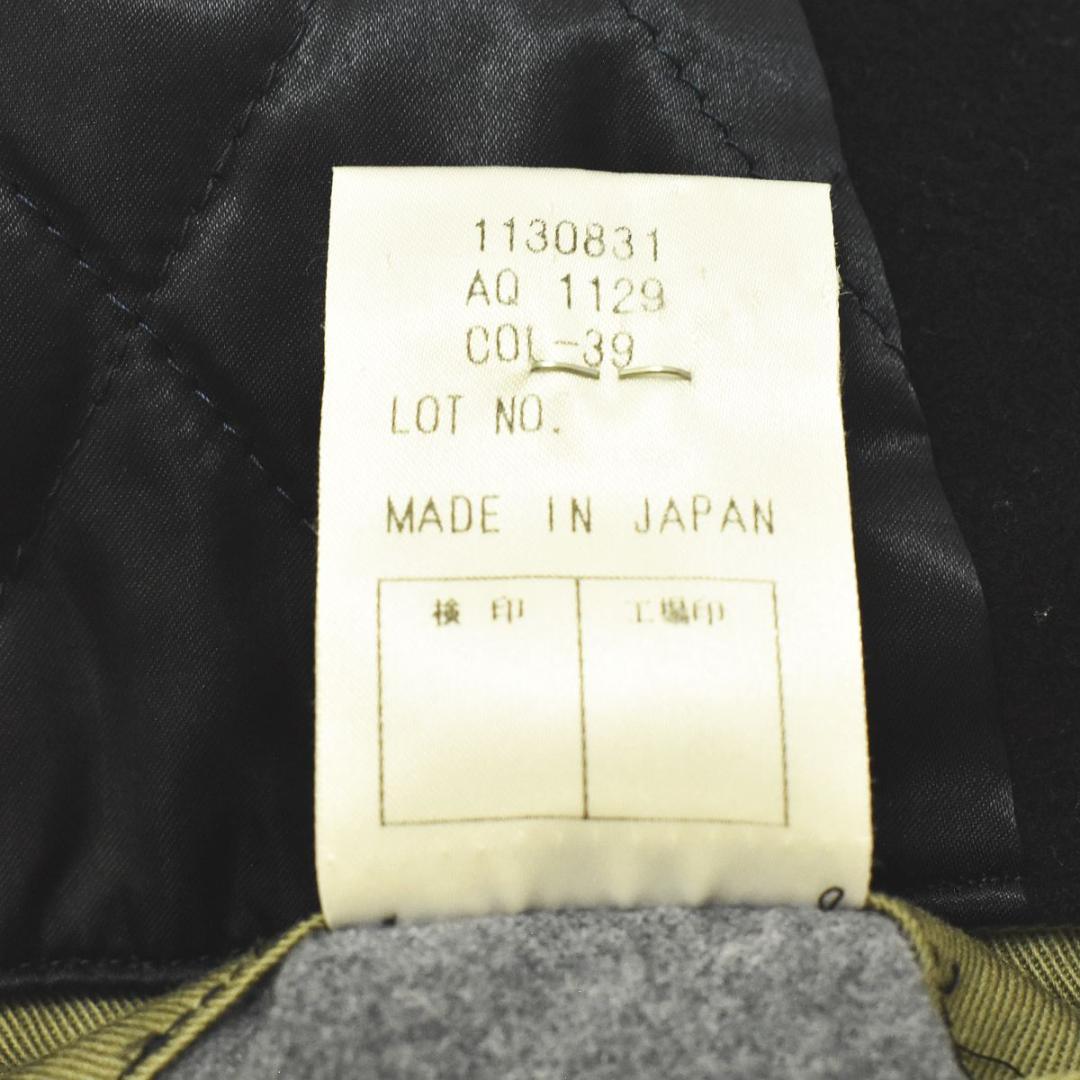 1130831
AQ 1129
COL-39
LOT NO.
MADE IN JAPAN
検印 工場印